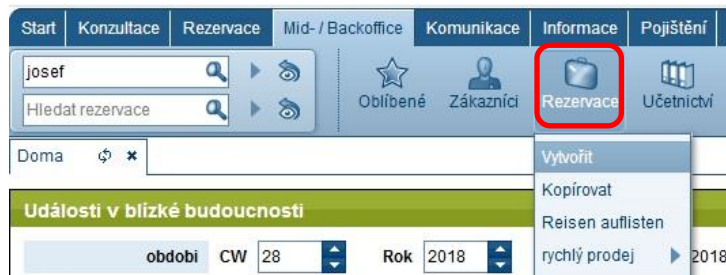 Start Konzultace Rezervace Mid- / Backoffice Komunikace Informace Pojištění
josef
Hledat rezervace
Oblíbené Zákazníci Rezervace Učetnictví
Doma
Vytvořit
Kopírovat
Reisen auflisten
rychlý prodej
Události v blízké budoucnosti
obdobi CW 28 Rok 2018 2018